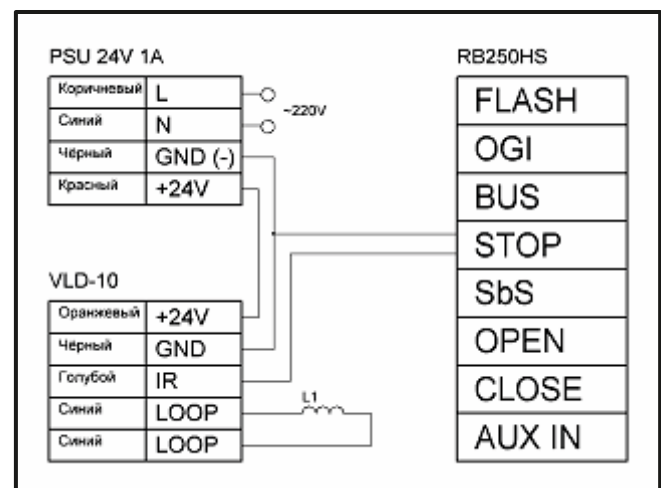 PSU 24V 1A
Коричневый L
Синий N
Чёрный GND (-)
Красный +24V
~220V
VLD-10
Оранжевый +24V
Чёрный GND
Голубой IR
Синий LOOP
Синий LOOP
L1
RB250HS
FLASH
OGI
BUS
STOP
SbS
OPEN
CLOSE
AUX IN